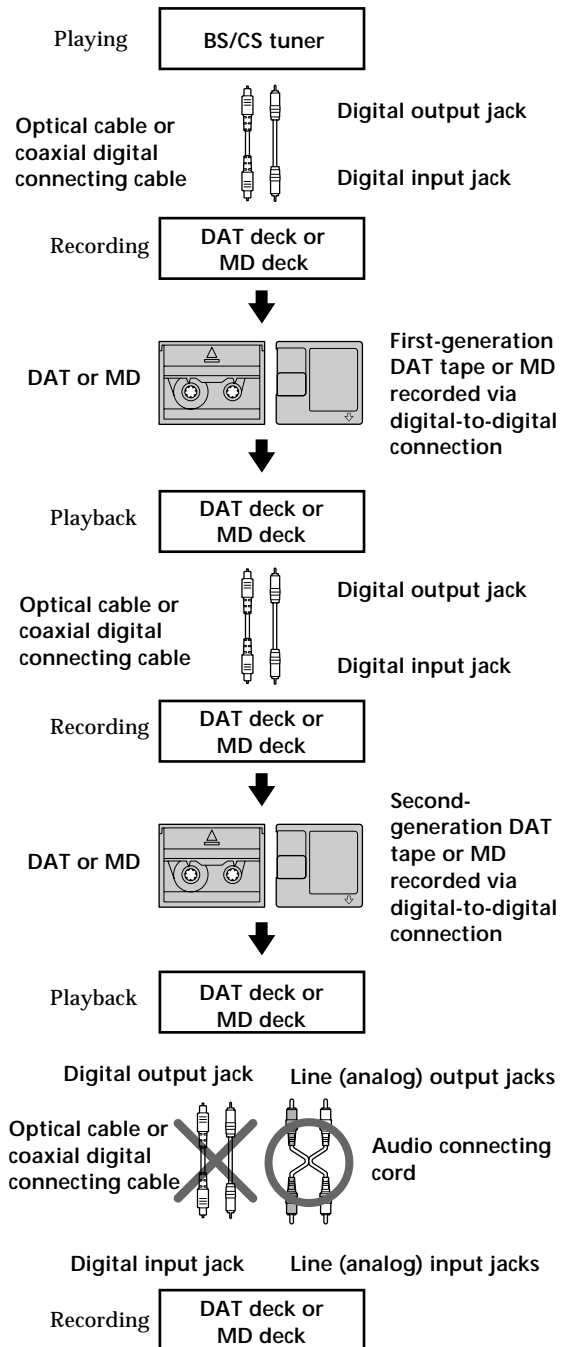 Playing
BS/CS tuner
Optical cable or
coaxial digital
connecting cable
Digital output jack
Digital input jack
Recording
DAT deck or
MD deck
DAT or MD
First-generation
DAT tape or MD
recorded via
digital-to-digital
connection
Playback
DAT deck or
MD deck
Optical cable or
coaxial digital
connecting cable
Digital output jack
Digital input jack
Recording
DAT deck or
MD deck
DAT or MD
Second-
generation DAT
tape or MD
recorded via
digital-to-digital
connection
Playback
DAT deck or
MD deck
Digital output jack
Line (analog) output jacks
Optical cable or
coaxial digital
connecting cable
Audio connecting
cord
Digital input jack
Line (analog) input jacks
Recording
DAT deck or
MD deck